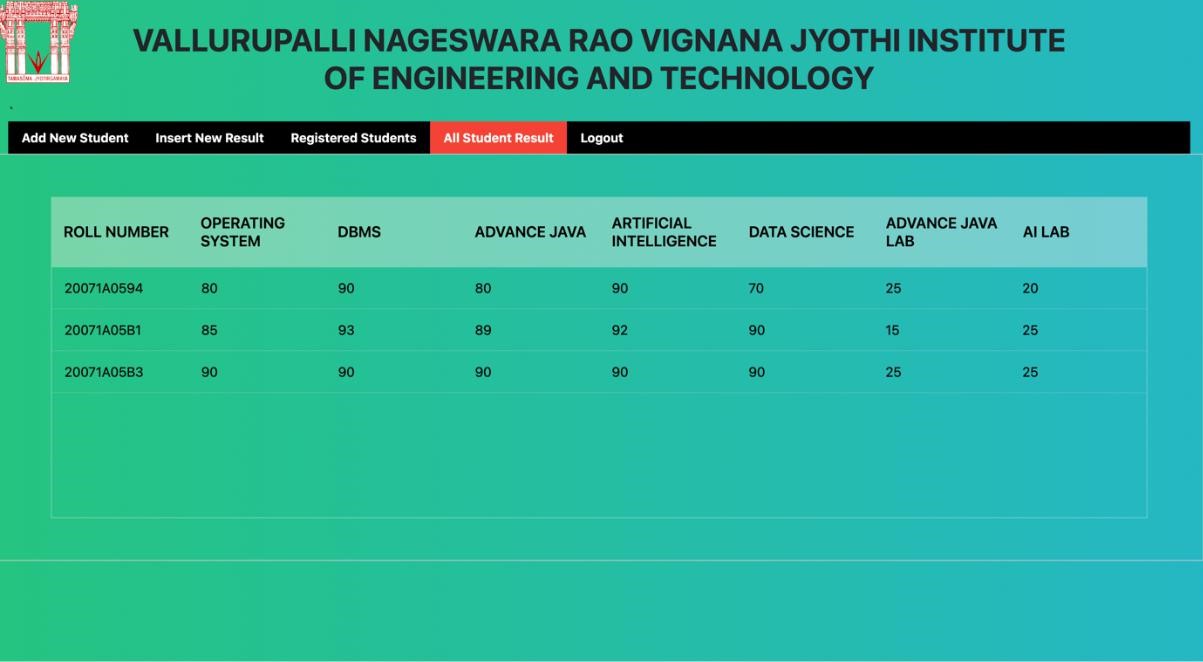 VALLURUPALLI NAGESWARA RAO VIGNANA JYOTHI INSTITUTE
OF ENGINEERING AND TECHNOLOGY
TAMASOMA JYOTHIRGAMAYA
Add New Student Insert New Result Registered Students All Student Result Logout
ROLL NUMBER OPERATING SYSTEM DBMS ADVANCE JAVA ARTIFICIAL INTELLIGENCE DATA SCIENCE ADVANCE JAVA LAB AI LAB
20071A0594 80 90 80 90 70 25 20
20071A05B1 85 93 89 92 90 15 25
20071A05B3 90 90 90 90 90 25 25